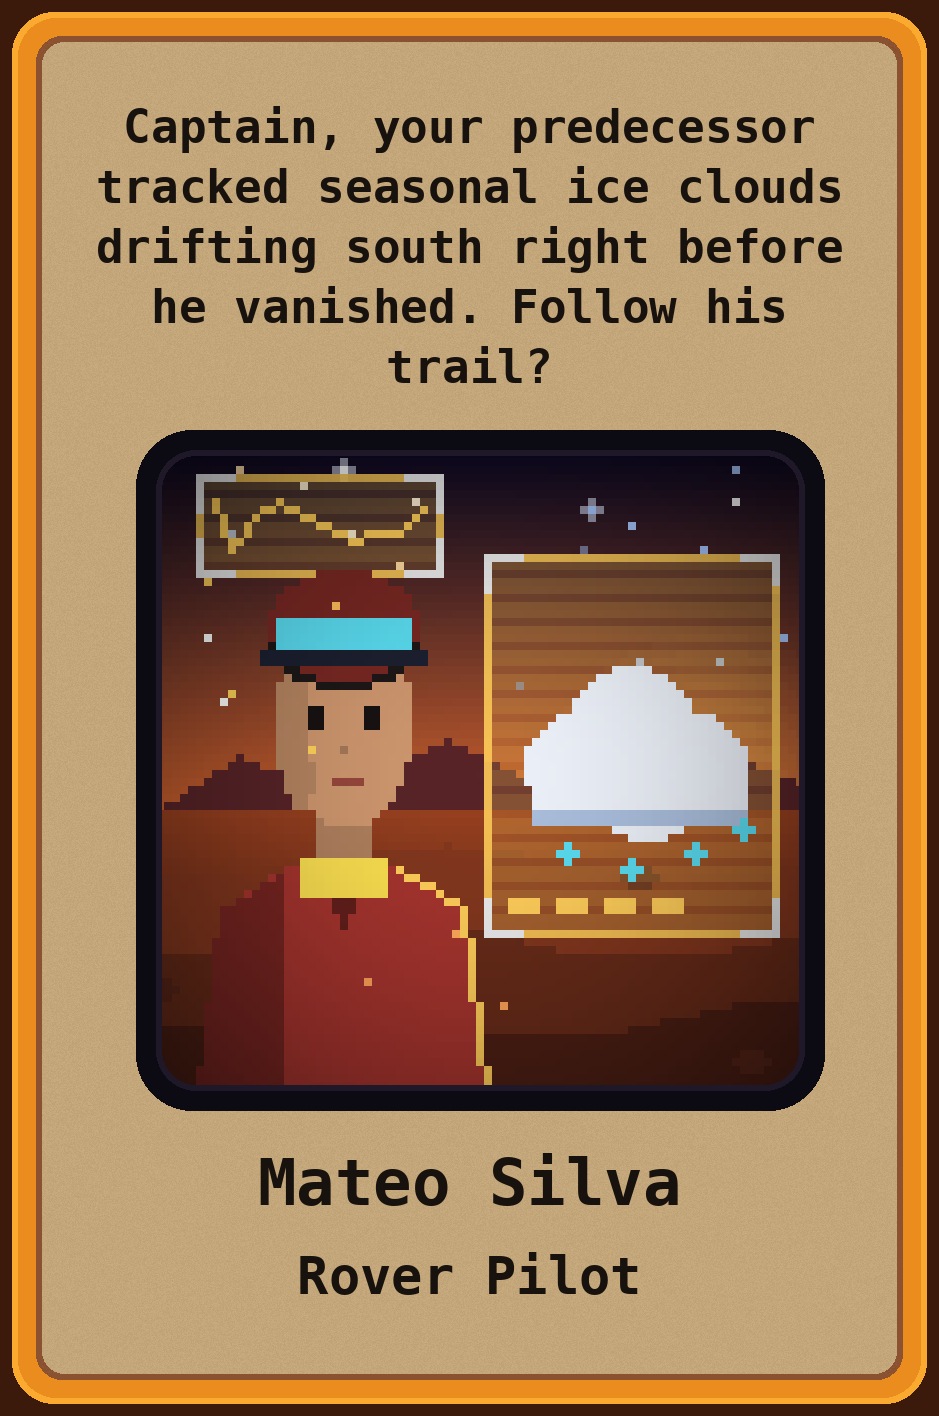 Captain, your predecessor
tracked seasonal ice clouds
drifting south right before
he vanished. Follow his
trail?
Mateo Silva
Rover Pilot